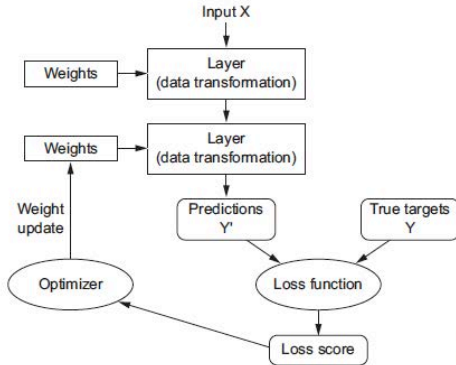 Input X
Layer
(data transformation)
Weights
Layer
(data transformation)
Weights
Predictions
Y'
True targets
Y
Weight
update
Optimizer
Loss function
Loss score